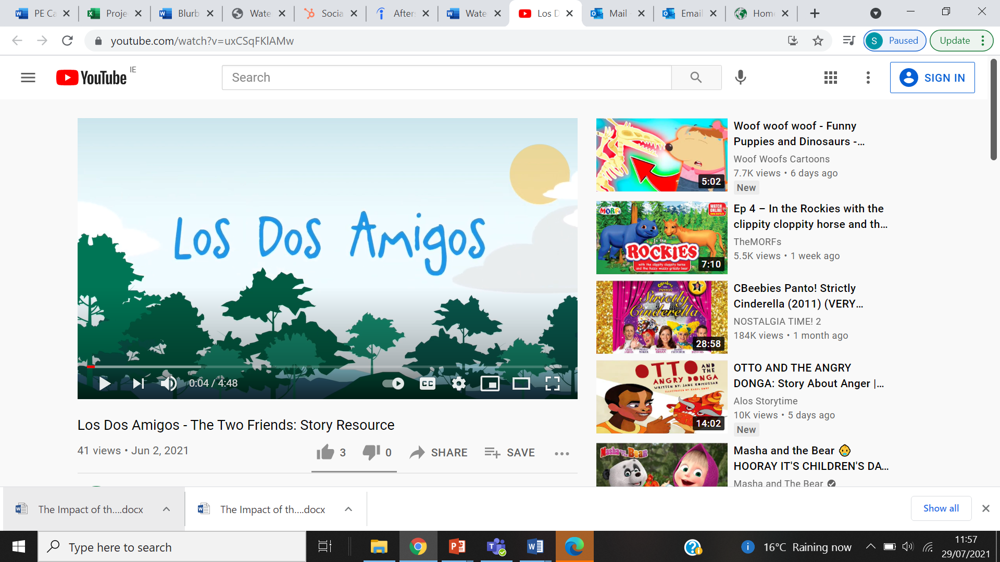 PE Ca
Proje
Blurb
Wate
Socia
After
Wate
Los D
Mail
Email
Home
youtube.com/watch?v=uxCSqFKlAMw
S Paused
Update
YouTube IE
Search
SIGN IN
Los Dos Amigos
0:04 / 4:48
CC
Los Dos Amigos - The Two Friends: Story Resource
41 views • Jun 2, 2021
3
0
SHARE
SAVE
5:02
Woof woof woof - Funny
Puppies and Dinosaurs -...
Woof Woofs Cartoons
7.7K views • 6 days ago
New
MORFs
WATCH
ONLINE
In the
ROCKIES
with the clippity cloppity horse
and the fuzzy wuzzy grizzly bear
7:10
Ep 4 – In the Rockies with the
clippity cloppity horse and th...
TheMORFs
5.5K views • 1 week ago
Strictly
Cinderella
28:58
CBeebies Panto! Strictly
Cinderella (2011) (VERY...
NOSTALGIA TIME! 2
184K views • 1 month ago
OTTO AND THE
ANGRY DONGA
WRITTEN BY: JANE KOMUSSAR
14:02
OTTO AND THE ANGRY
DONGA: Story About Anger |...
Alos Storytime
10K views • 5 days ago
New
Masha and the Bear
Masha and the Bear 👶
HOORAY IT'S CHILDREN'S DA...
Masha and The Bear
The Impact of th....docx
The Impact of th....docx
Show all
Type here to search
16°C Raining now
11:57
29/07/2021